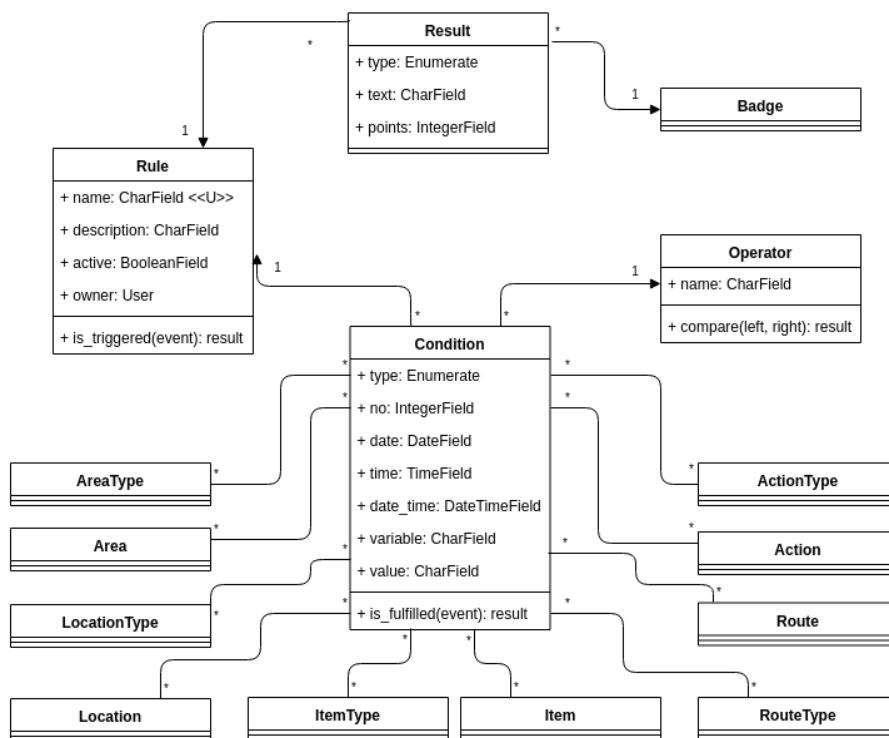 Result
+ type: Enumerate
+ text: CharField
+ points: IntegerField
*
1
*
1
Badge
Rule
+ name: CharField <<U>>
+ description: CharField
+ active: BooleanField
+ owner: User
+ is_triggered(event): result
1
*
Operator
+ name: CharField
+ compare(left, right): result
1
*
Condition
+ type: Enumerate
+ no: IntegerField
+ date: DateField
+ time: TimeField
+ date_time: DateTimeField
+ variable: CharField
+ value: CharField
+ is_fulfilled(event): result
*
*
AreaType
*
*
Area
*
*
LocationType
*
*
Location
*
*
ItemType
*
*
Item
*
*
ActionType
*
*
Action
*
*
Route
*
*
RouteType